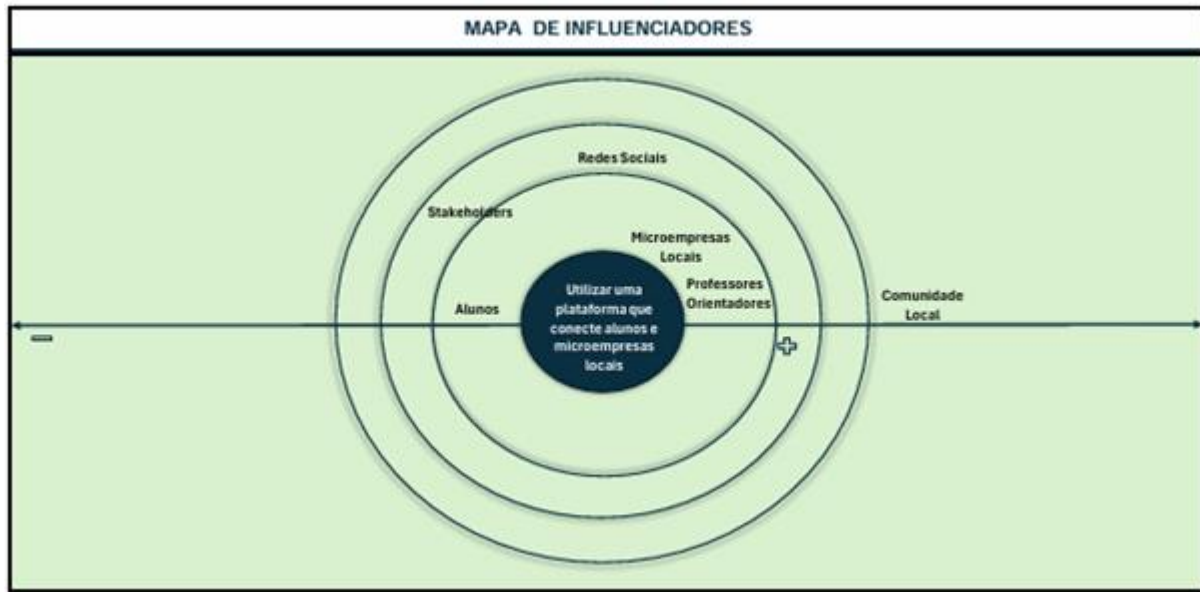 MAPA DE INFLUENCIADORES
Redes Sociais
Stakeholders
Microempresas
Locais
Professores
Orientadores
Alunos
Utilizar uma
plataforma que
conecte alunos e
microempresas
locais
Comunidade
Local